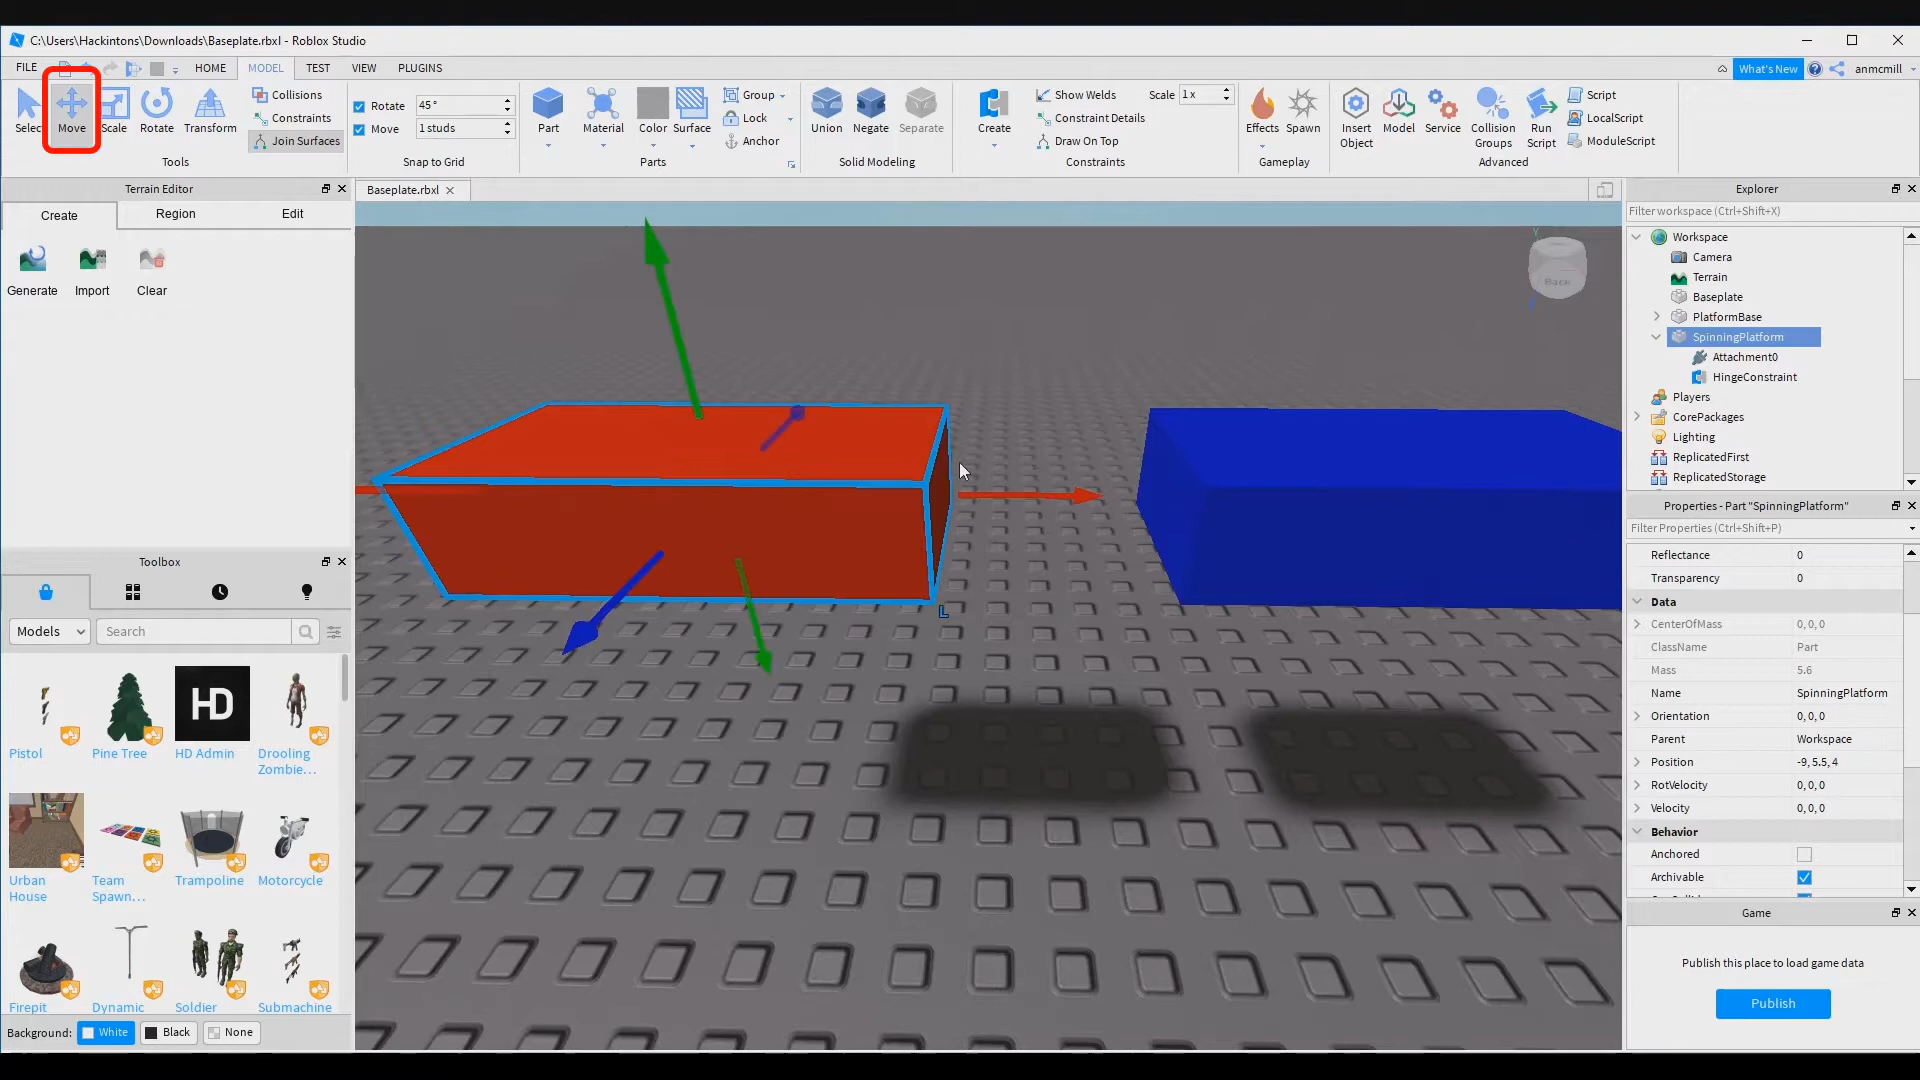 C:\Users\Hackintons\Downloads\Baseplate.rbxl - Roblox Studio
FILE HOME MODEL TEST VIEW PLUGINS What's New anmcmill
Select Move Scale Rotate Transform
Collisions
Constraints
Join Surfaces
Tools
Rotate 45°
Move 1 studs
Snap to Grid
Part Material Color Surface
Group
Lock
Anchor
Parts
Union Negate Separate
Solid Modeling
Create
Show Welds Scale 1 x
Constraint Details
Draw On Top
Constraints
Effects Spawn
Gameplay
Insert Object
Model
Service
Collision Groups
Run Script
Script
LocalScript
ModuleScript
Advanced
Terrain Editor
Create Region Edit
Generate Import Clear
Toolbox
Models Search
HD
Pistol Pine Tree HD Admin Drooling
Zombie...
Urban Team Trampoline Motorcycle
House Spawn...
Firepit Dynamic Soldier Submachine
Background: White Black None
Baseplate.rbxl
Y
Back
L
Explorer
Filter workspace (Ctrl+Shift+X)
Workspace
Camera
Terrain
Baseplate
PlatformBase
SpinningPlatform
Attachment0
HingeConstraint
Players
CorePackages
Lighting
ReplicatedFirst
ReplicatedStorage
Properties - Part "SpinningPlatform"
Filter Properties (Ctrl+Shift+P)
Reflectance 0
Transparency 0
Data
CenterOfMass 0, 0, 0
ClassName Part
Mass 5.6
Name SpinningPlatform
Orientation 0, 0, 0
Parent Workspace
Position -9, 5.5, 4
RotVelocity 0, 0, 0
Velocity 0, 0, 0
Behavior
Anchored
Archivable
Game
Publish this place to load game data
Publish